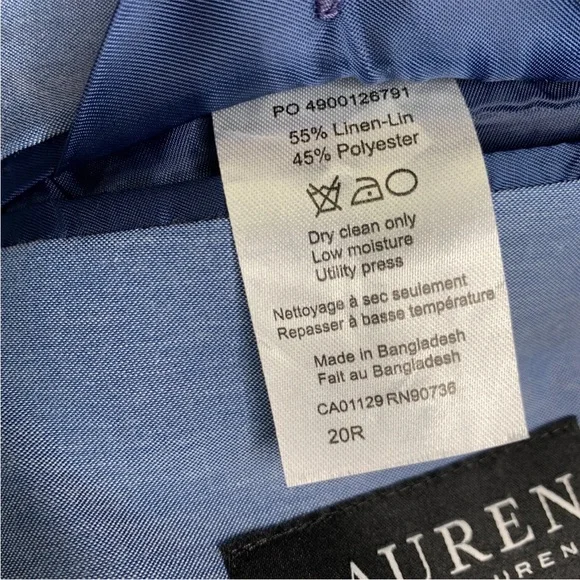 PO 4900126791
55% Linen-Lin
45% Polyester
Dry clean only
Low moisture
Utility press
Nettoyage à sec seulement
Repasser à basse température
Made in Bangladesh
Fait au Bangladesh
CA01129 RN90736
20R
AUREN
UREN